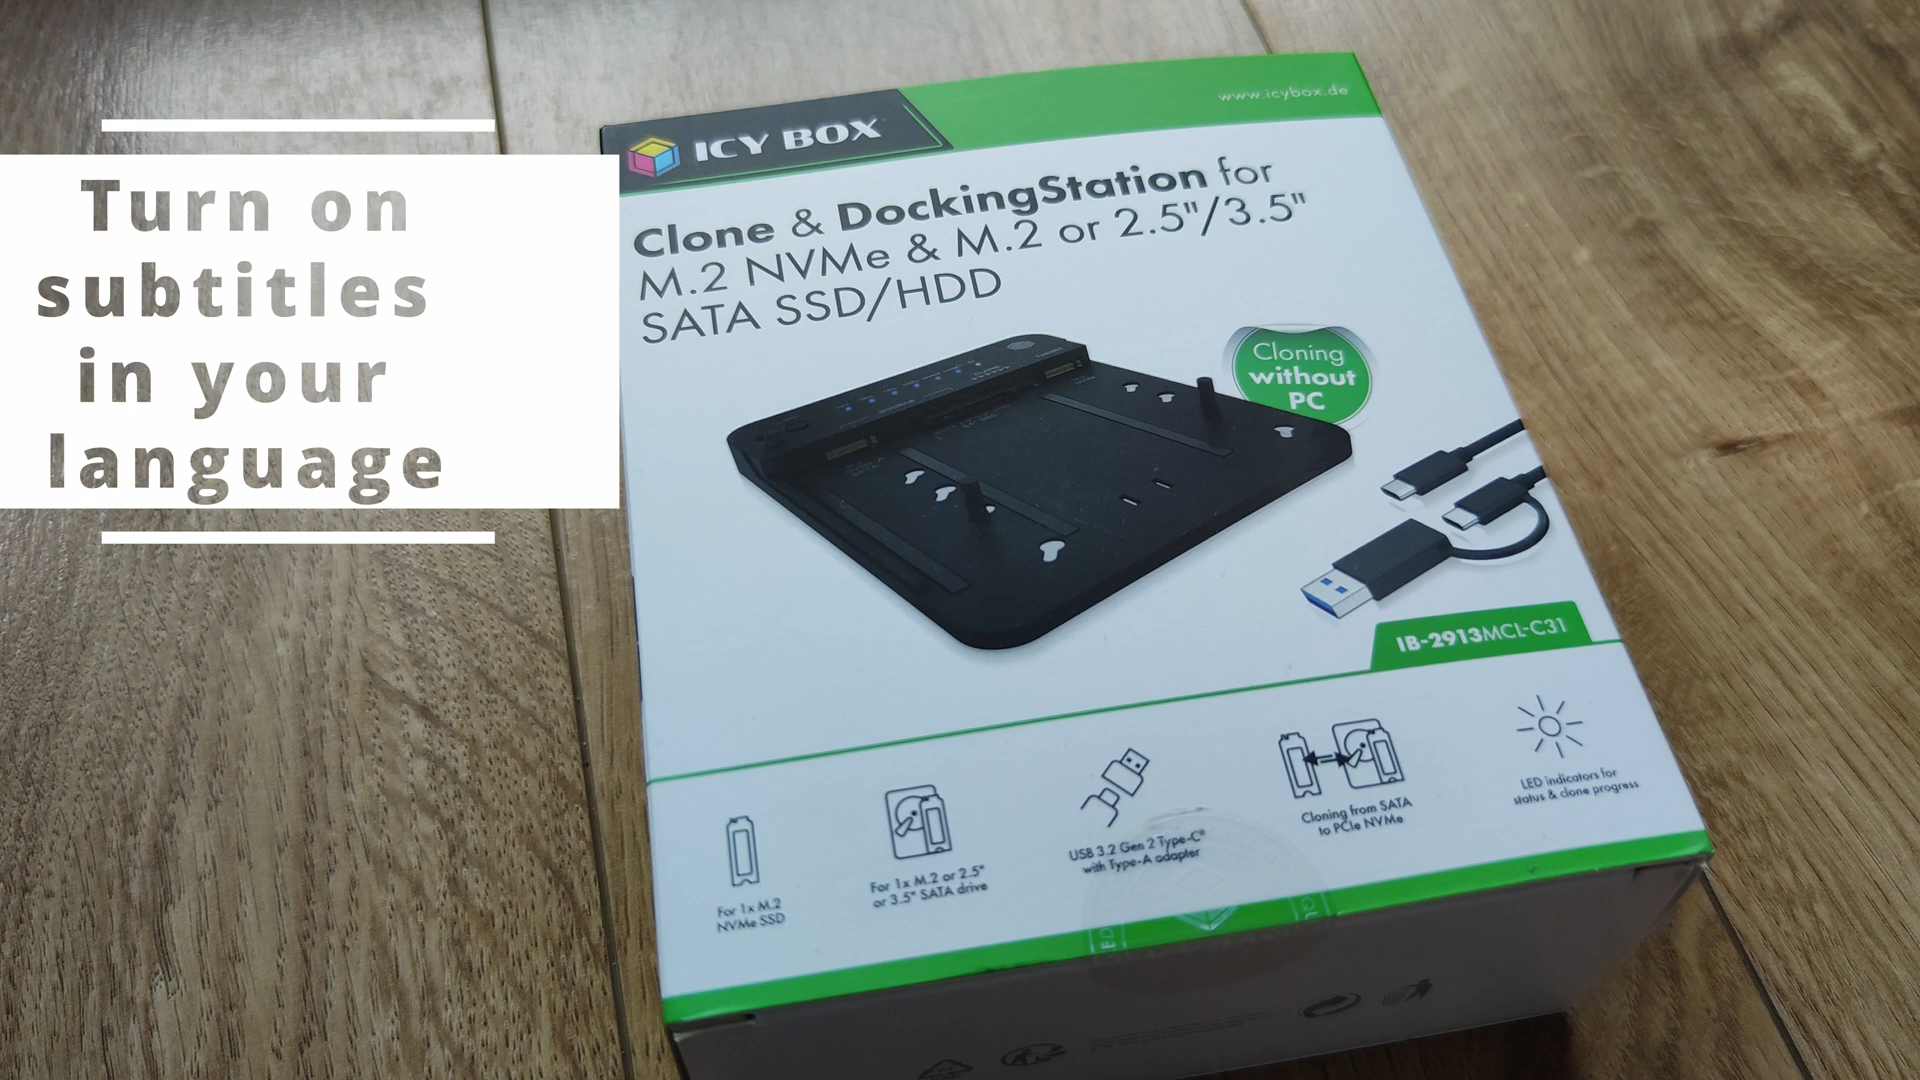 Turn on
subtitles
in your
language
ICY BOX
www.icybox.de
Clone & DockingStation for
M.2 NVMe & M.2 or 2.5"/3.5"
SATA SSD/HDD
Cloning
without
PC
IB-2913MCL-C31
For 1x M.2
NVMe SSD
For 1x M.2 or 2.5"
or 3.5" SATA drive
USB 3.2 Gen 2 Type-C®
with Type-A adapter
Cloning from SATA
to PCIe NVMe
LED indicators for
status & clone progress